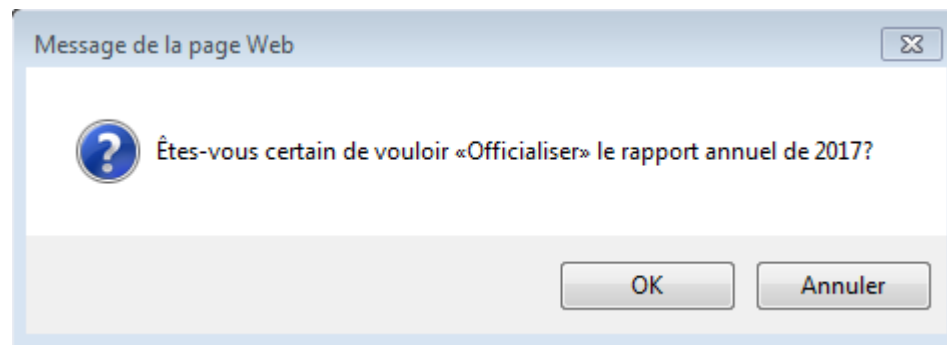 Message de la page Web
Êtes-vous certain de vouloir «Officialiser» le rapport annuel de 2017?
OK
Annuler